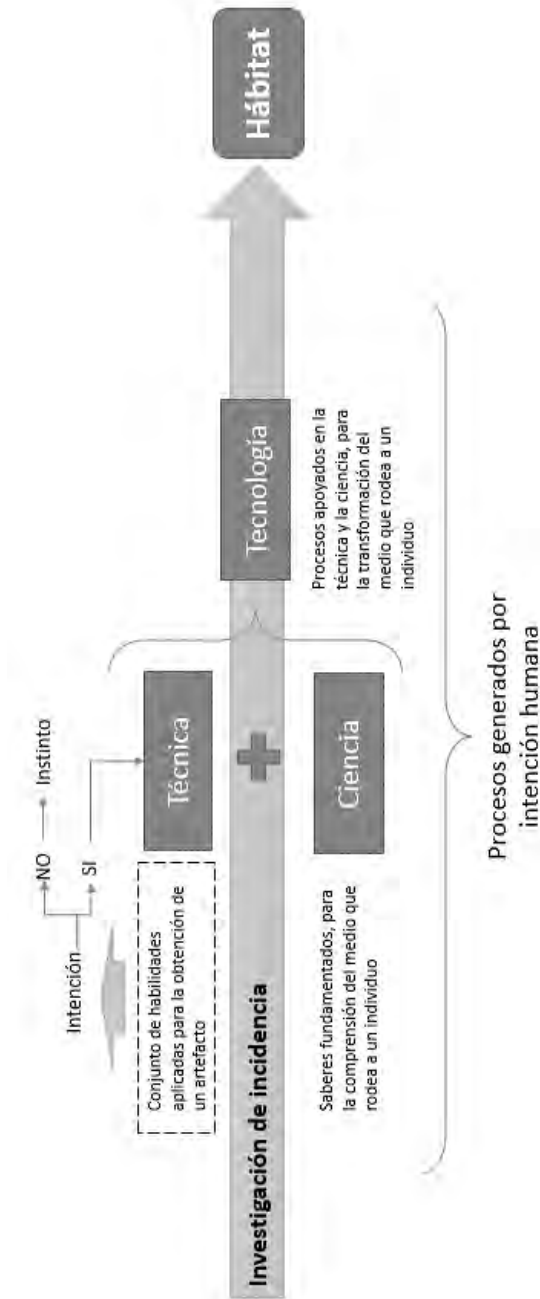 Intención
NO
Instinto
SI
Conjunto de habilidades
aplicadas para la obtención de
un artefacto
Técnica
Investigación de incidencia
Saberes fundamentados, para
la comprensión del medio que
rodea a un individuo
Ciencia
Tecnología
Procesos apoyados en la
técnica y la ciencia, para
la transformación del
medio que rodea a un
individuo
Hábitat
Procesos generados por
intención humana